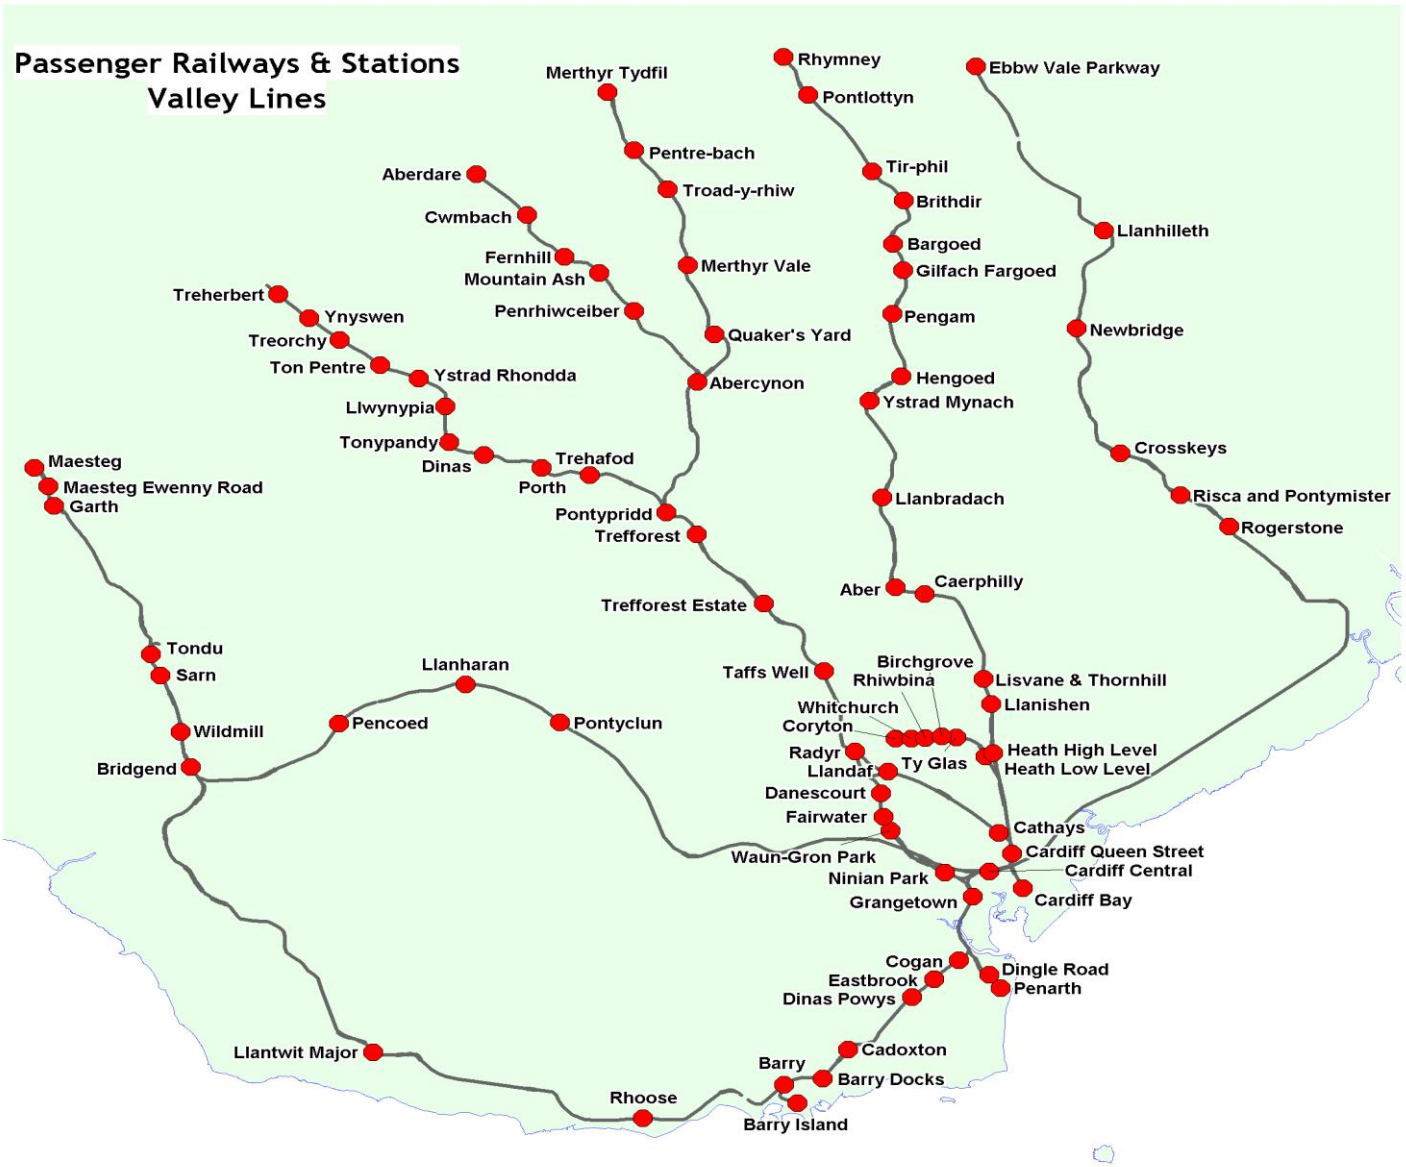 Passenger Railways & Stations
Valley Lines
Merthyr Tydfil
Rhymney
Ebbw Vale Parkway
Pontlottyn
Pentre-bach
Aberdare
Tir-phil
Troad-y-rhiw
Brithdir
Cwmbach
Llanhilleth
Bargoed
Fernhill
Merthyr Vale
Gilfach Fargoed
Mountain Ash
Treherbert
Penrhiwceiber
Ynyswen
Pengam
Newbridge
Quaker's Yard
Treorchy
Ton Pentre
Ystrad Rhondda
Abercynon
Hengoed
Llwynypia
Ystrad Mynach
Tonypandy
Crosskeys
Maesteg
Dinas
Trehafod
Maesteg Ewenny Road
Porth
Llanbradach
Risca and Pontymister
Garth
Pontypridd
Trefforest
Rogerstone
Aber
Caerphilly
Trefforest Estate
Tondu
Llanharan
Birchgrove
Sarn
Taffs Well
Rhiwbina
Lisvane & Thornhill
Whitchurch
Llanishen
Pencoed
Pontyclun
Coryton
Wildmill
Radyr
Heath High Level
Bridgend
Llandaf
Ty Glas
Heath Low Level
Danescourt
Fairwater
Cathays
Waun-Gron Park
Cardiff Queen Street
Ninian Park
Cardiff Central
Grangetown
Cardiff Bay
Cogan
Dingle Road
Eastbrook
Penarth
Dinas Powys
Llantwit Major
Cadoxton
Barry
Barry Docks
Rhoose
Barry Island